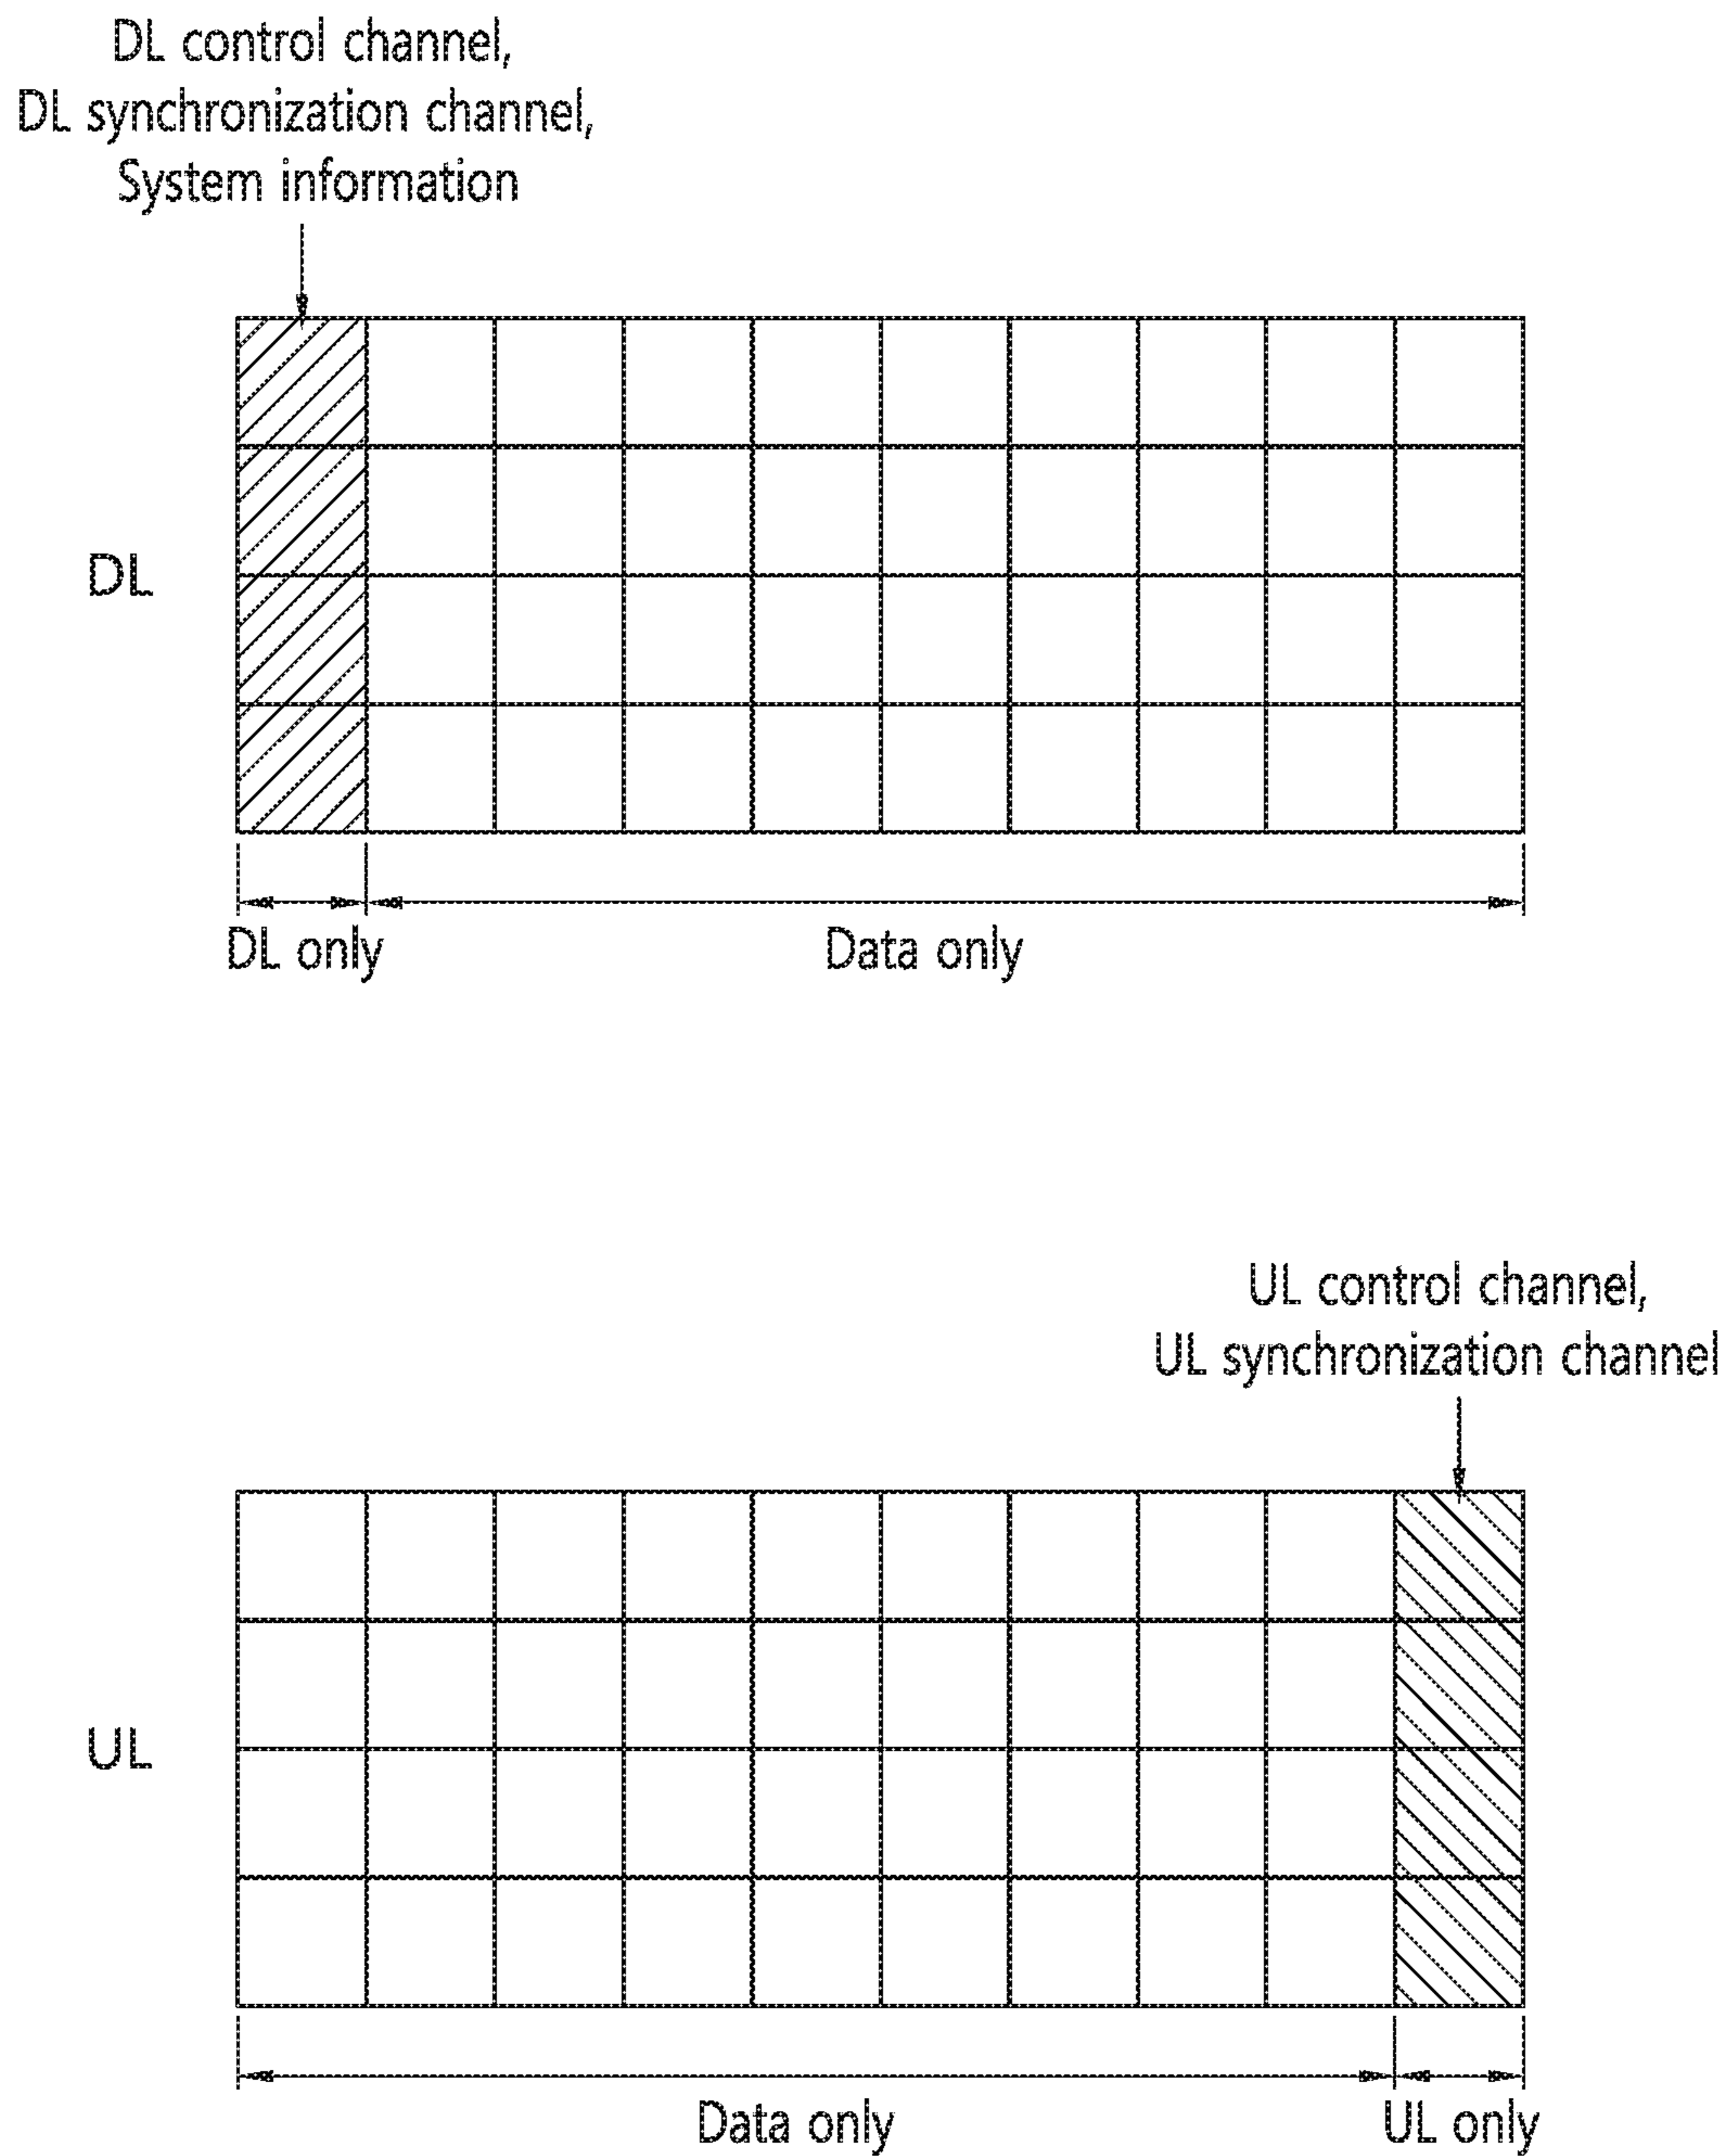 DL control channel,
DL synchronization channel,
System information
DL
DL only
Data only
UL control channel,
UL synchronization channel
UL
Data only
UL only